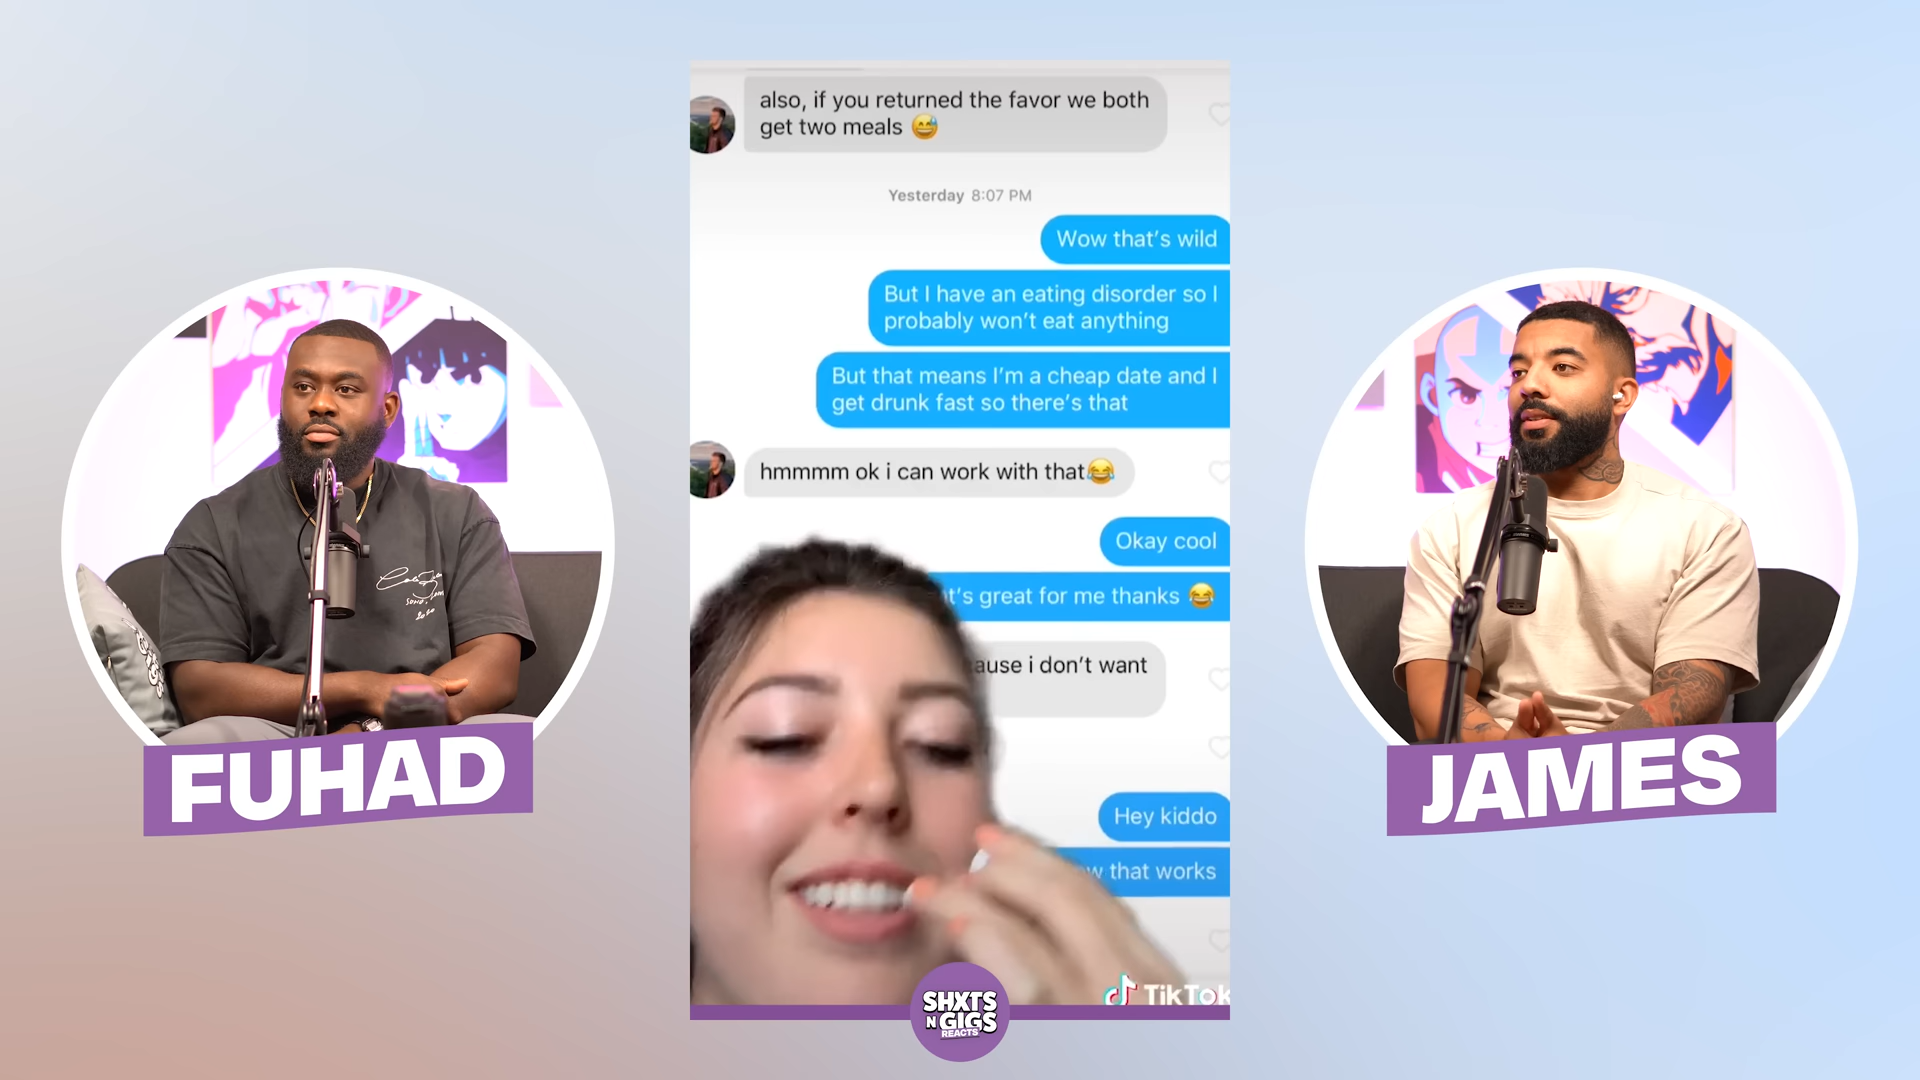 also, if you returned the favor we both
get two meals 😅
Yesterday 8:07 PM
Wow that's wild
But I have an eating disorder so I
probably won't eat anything
But that means I'm a cheap date and I
get drunk fast so there's that
hmmmm ok i can work with that😂
Okay cool
t's great for me thanks 😂
ause i don't want
Hey kiddo
w that works
TikTok
FUHAD
JAMES
SHXTS
N GIGS
REACTS